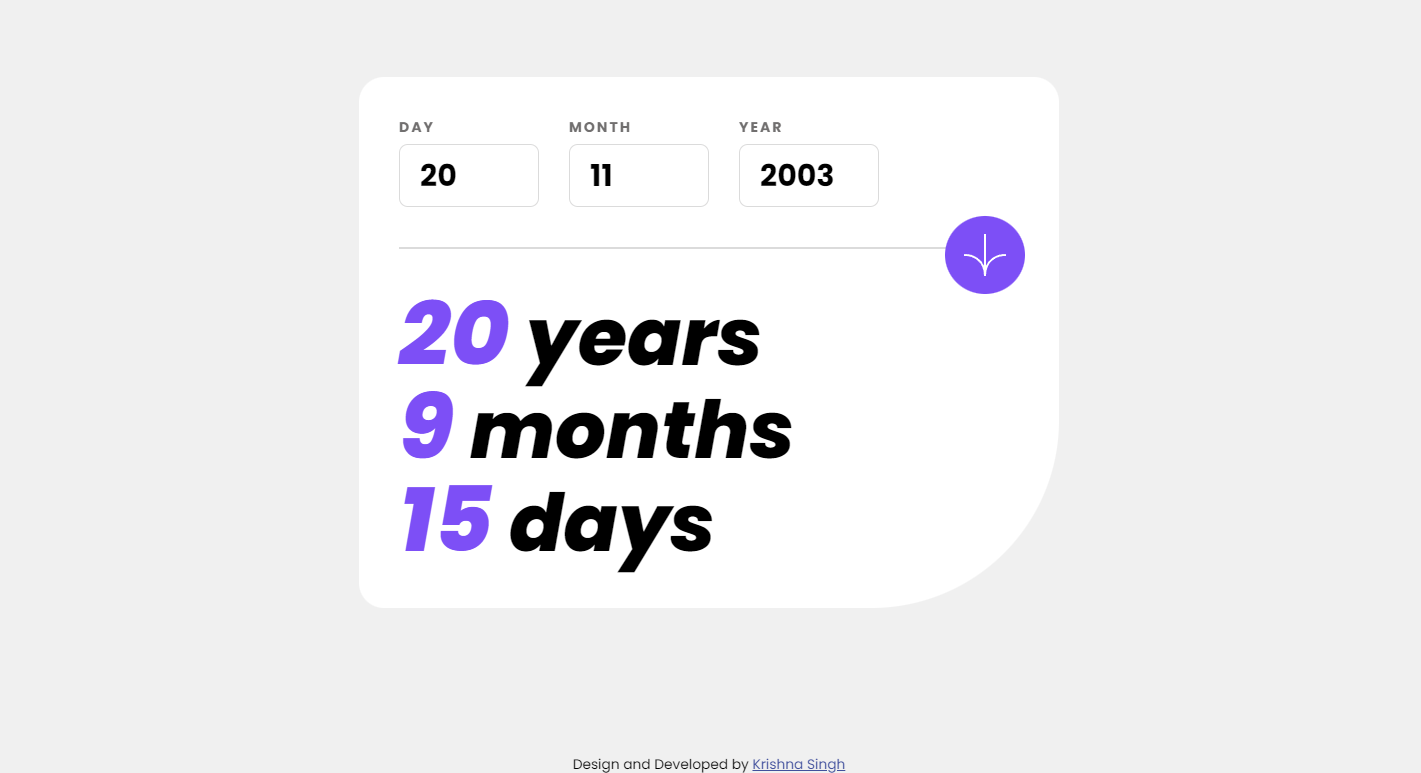 DAY MONTH YEAR
20 11 2003
20 years
9 months
15 days
Design and Developed by Krishna Singh